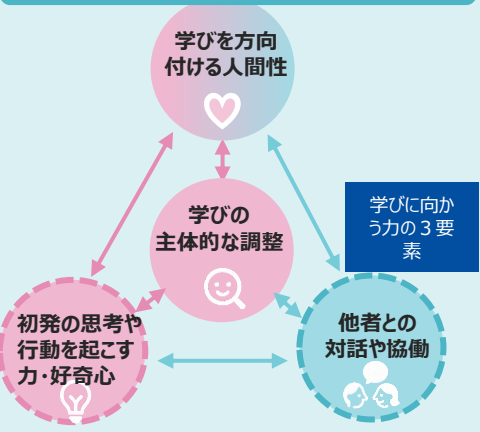 学びを方向
付ける人間性
学びの
主体的な調整
学びに向か
う力の３要
素
初発の思考や
行動を起こす
力・好奇心
他者との
対話や協働